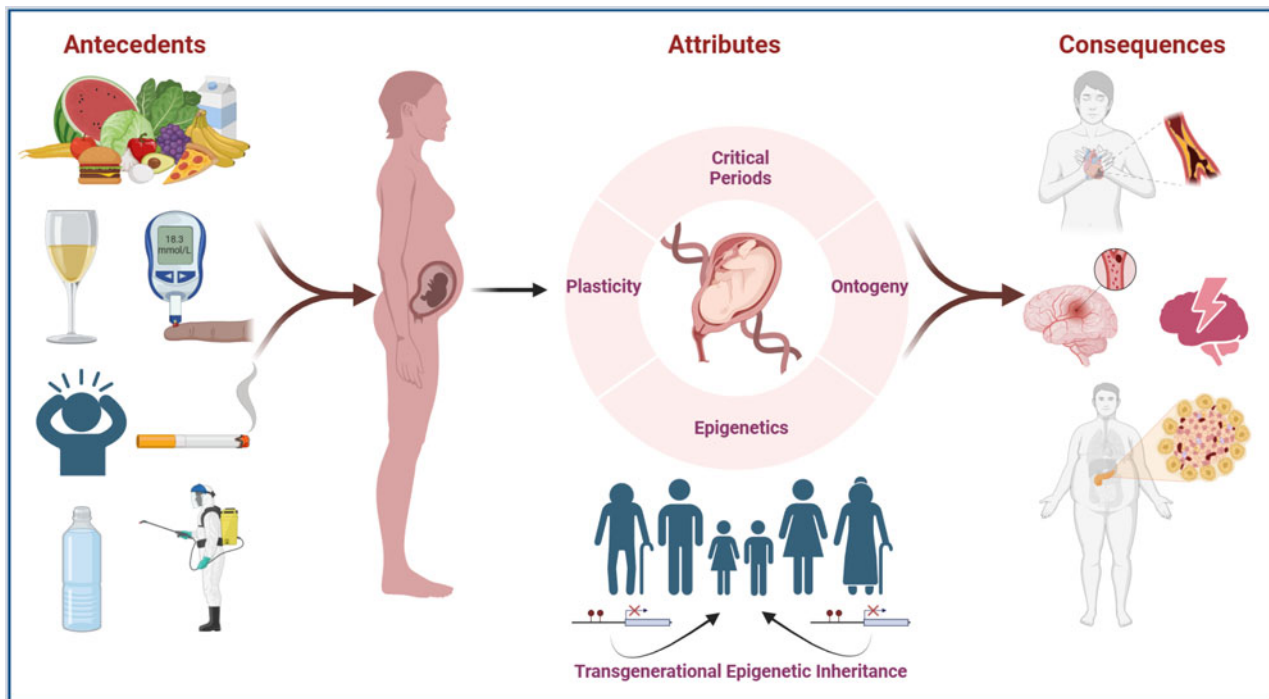 Antecedents
Attributes
Consequences
18.3
mmol/L
Critical
Periods
Plasticity
Ontogeny
Epigenetics
Transgenerational Epigenetic Inheritance